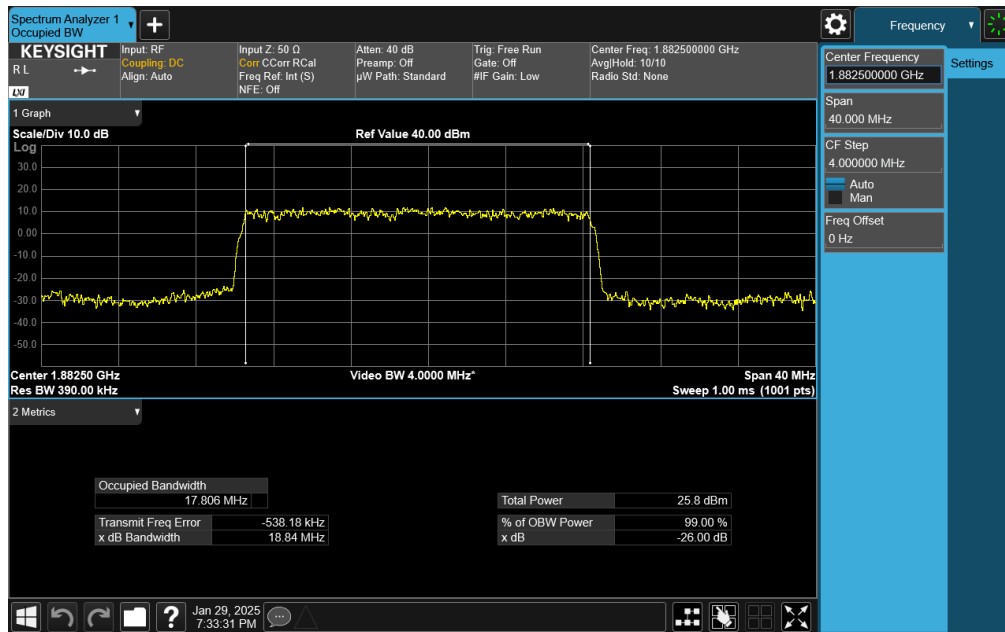 Spectrum Analyzer 1
Occupied BW
Frequency
KEYSIGHT
R L
LXI
Input: RF
Coupling: DC
Align: Auto
Input Z: 50 Ω
Corr CCorr RCal
Freq Ref: Int (S)
NFE: Off
Atten: 40 dB
Preamp: Off
µW Path: Standard
Trig: Free Run
Gate: Off
#IF Gain: Low
Center Freq: 1.882500000 GHz
Avg|Hold: 10/10
Radio Std: None
Center Frequency
1.882500000 GHz
Settings
Span
40.000 MHz
CF Step
4.000000 MHz
Auto
Man
Freq Offset
0 Hz
1 Graph
Scale/Div 10.0 dB
Ref Value 40.00 dBm
Log
30.0
20.0
10.0
0.00
-10.0
-20.0
-30.0
-40.0
-50.0
Center 1.88250 GHz
Video BW 4.0000 MHz*
Span 40 MHz
Res BW 390.00 kHz
Sweep 1.00 ms (1001 pts)
2 Metrics
Occupied Bandwidth
17.806 MHz
Total Power 25.8 dBm
Transmit Freq Error -538.18 kHz
% of OBW Power 99.00 %
x dB Bandwidth 18.84 MHz
x dB -26.00 dB
Jan 29, 2025
7:33:31 PM